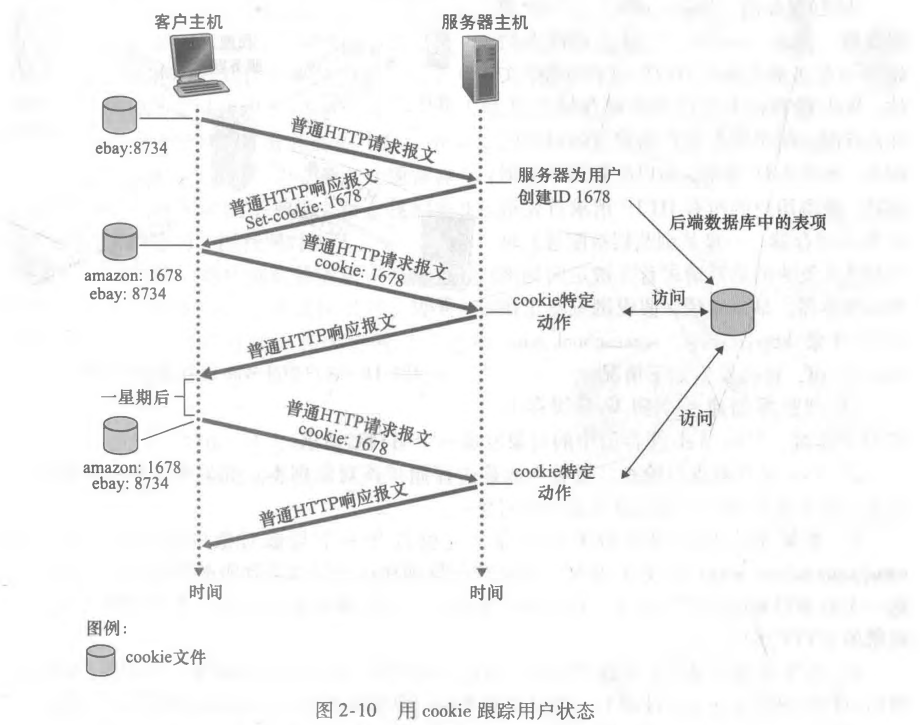 客户主机
服务器主机
ebay:8734
普通HTTP请求报文
服务器为用户
创建ID 1678
普通HTTP响应报文
Set-cookie: 1678
后端数据库中的表项
amazon: 1678
ebay: 8734
普通HTTP请求报文
cookie: 1678
cookie特定
动作
访问
普通HTTP响应报文
一星期后
访问
amazon: 1678
ebay: 8734
普通HTTP请求报文
cookie: 1678
cookie特定
动作
普通HTTP响应报文
时间
时间
图例：
cookie文件
图 2-10 用 cookie 跟踪用户状态